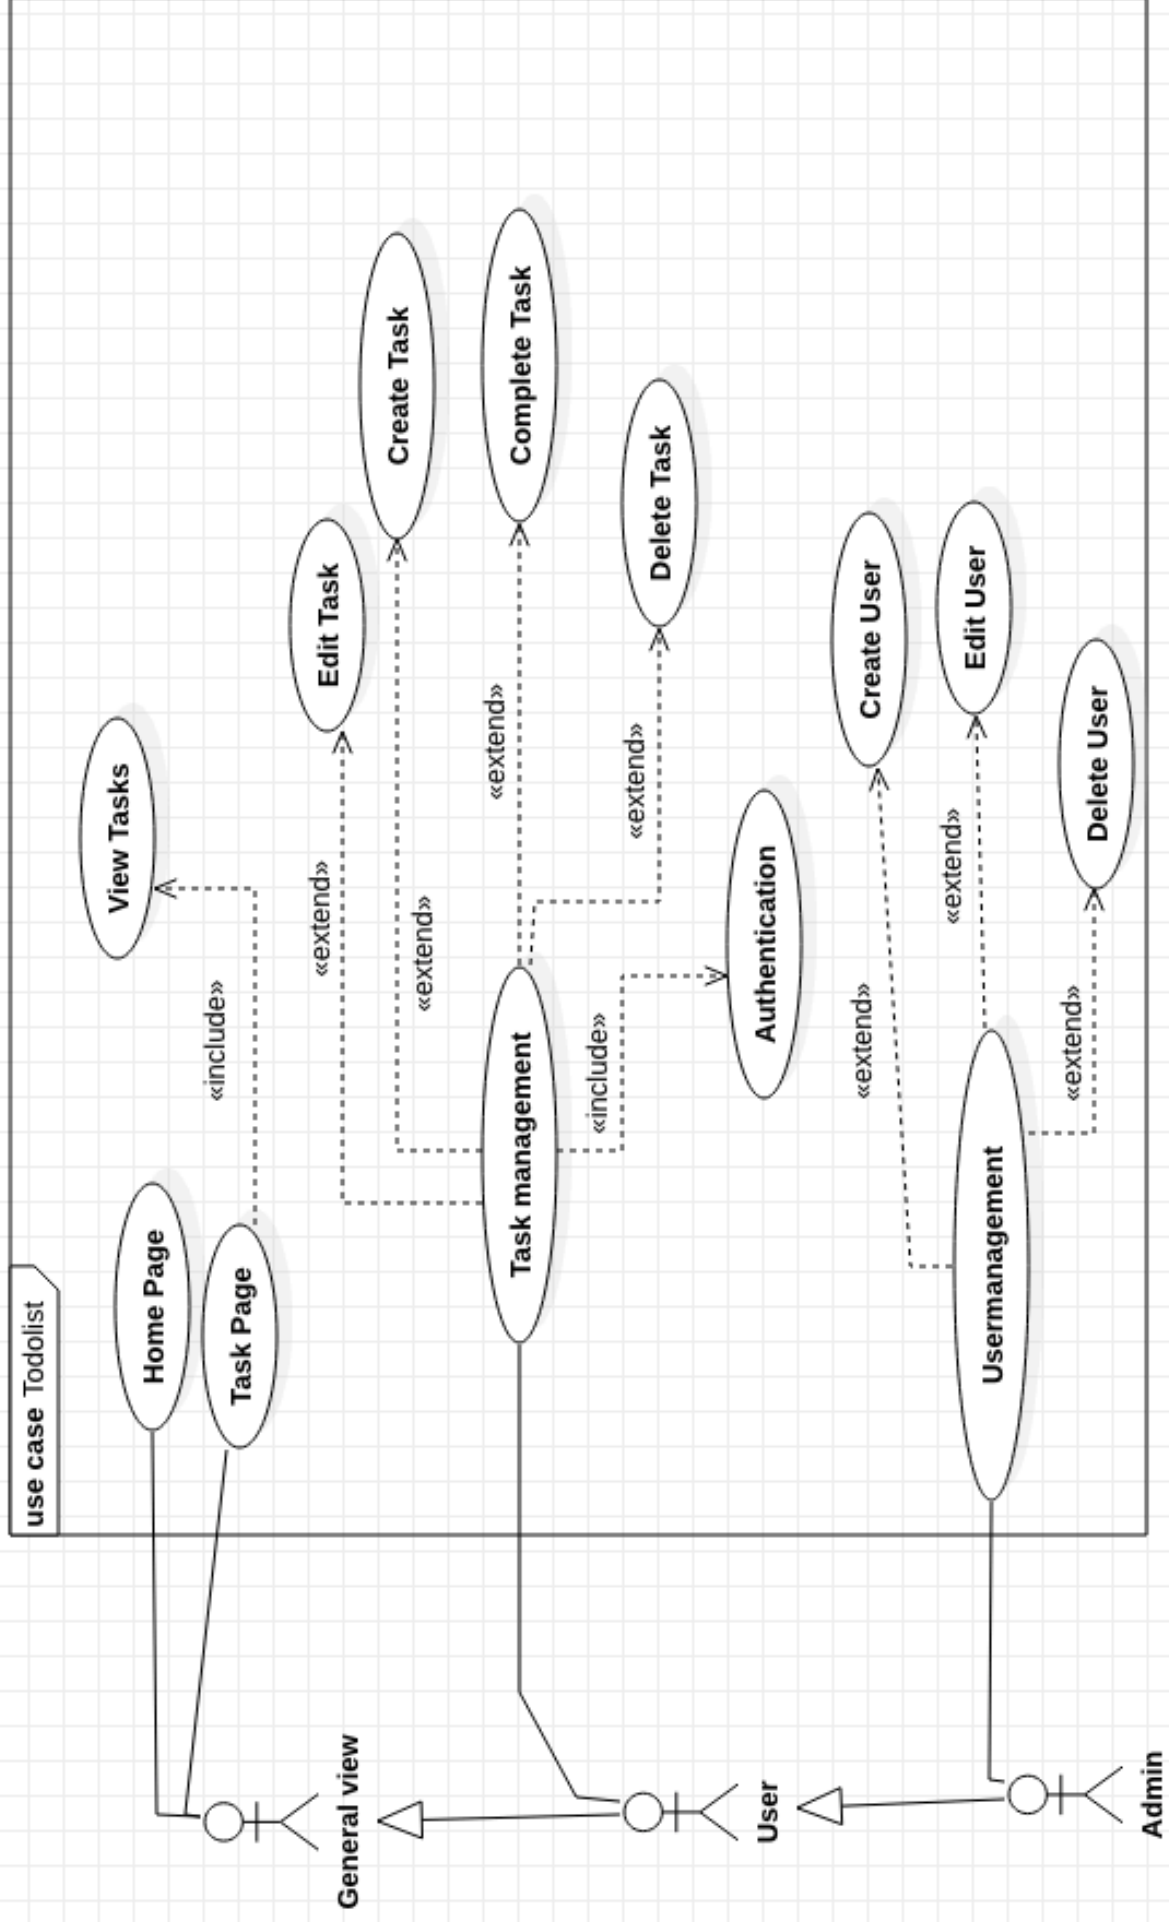 use case Todolist
View Tasks
Home Page
«include»
Task Page
Edit Task
«extend»
Create Task
«extend»
Complete Task
«extend»
Task management
Delete Task
«extend»
«include»
Authentication
Create User
«extend»
Edit User
«extend»
Usermanagement
Delete User
«extend»
General view
User
Admin